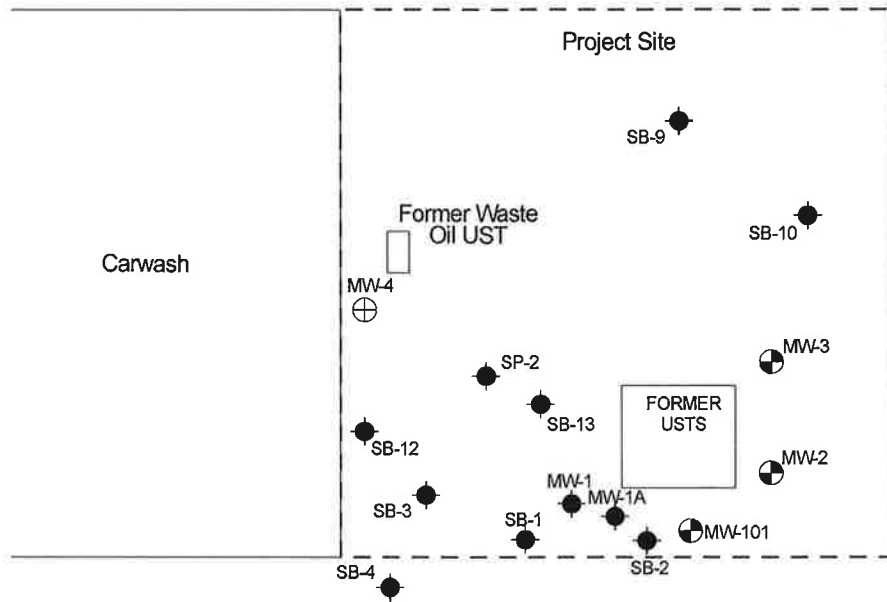 Project Site
SB-9
Former Waste
Oil UST
SB-10
Carwash
MW-4
MW-3
SP-2
FORMER
USTS
SB-13
SB-12
MW-2
MW-1
MW-1A
SB-3
SB-1
MW-101
SB-2
SB-4